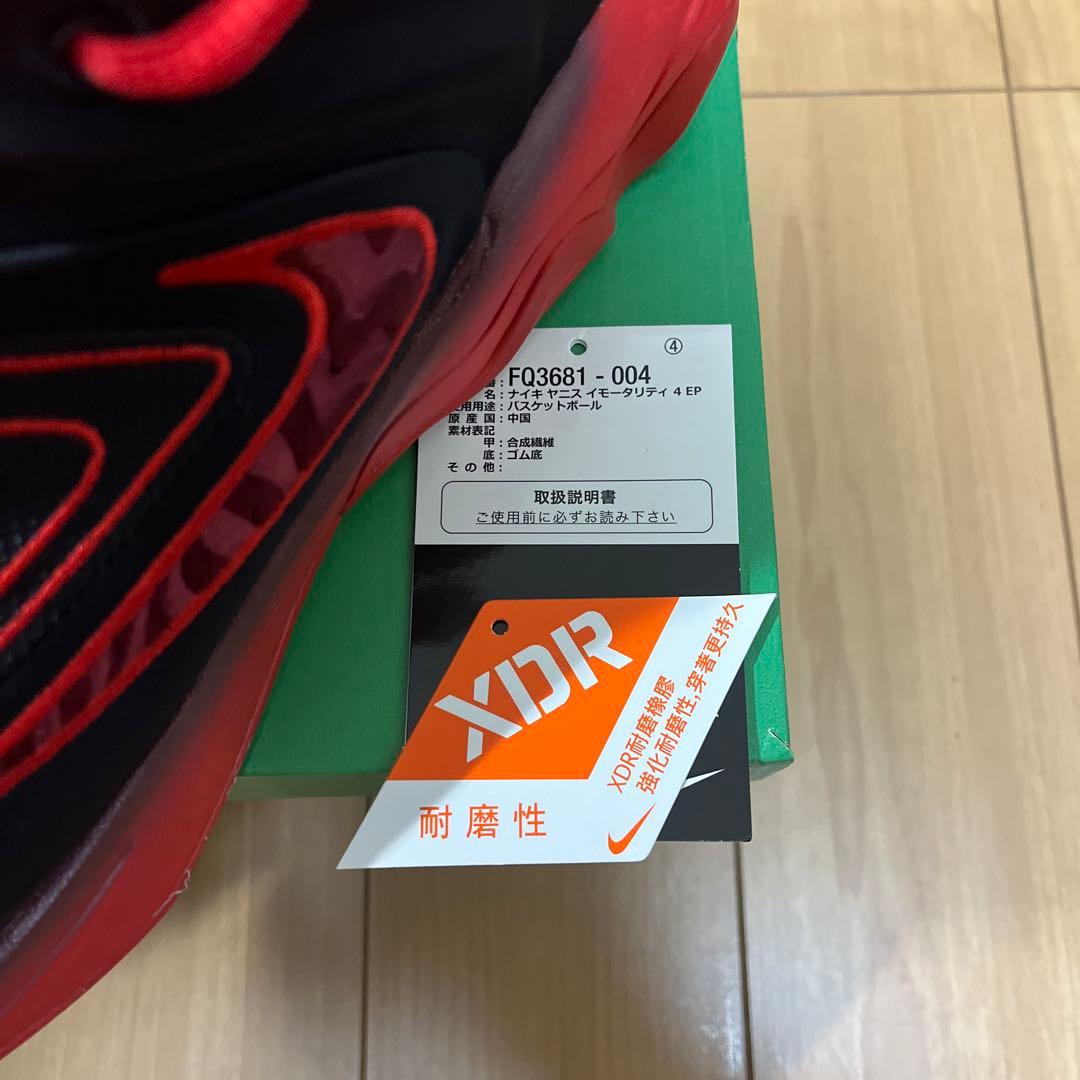 ④
番：FQ3681 - 004
名：ナイキ ヤニス イモータリティ 4 EP
使用用途：バスケットボール
原産国：中国
素材表記
甲：合成繊維
底：ゴム底
その他：
取扱説明書
ご使用前に必ずお読み下さい
XDR
耐磨性
XDR耐磨橡膠
強化耐磨性，穿著更持久